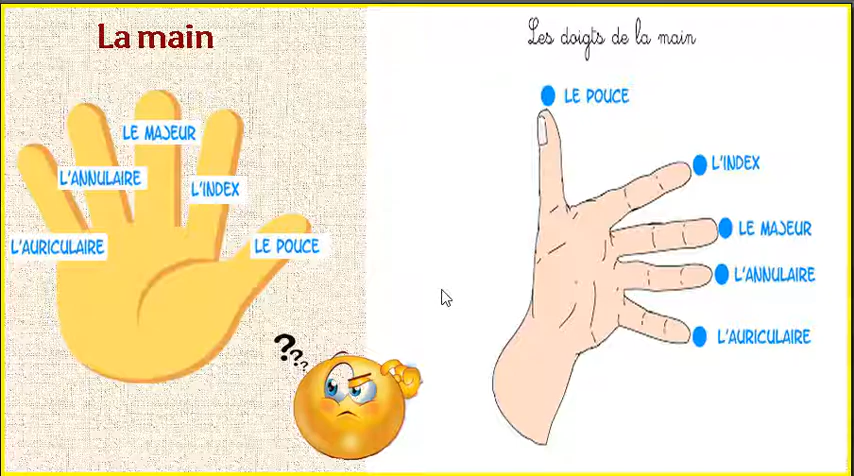 La main
LE MAJEUR
L'ANNULAIRE
L'INDEX
L'AURICULAIRE
LE POUCE
???
Les doigts de la main
LE POUCE
L'INDEX
LE MAJEUR
L'ANNULAIRE
L'AURICULAIRE